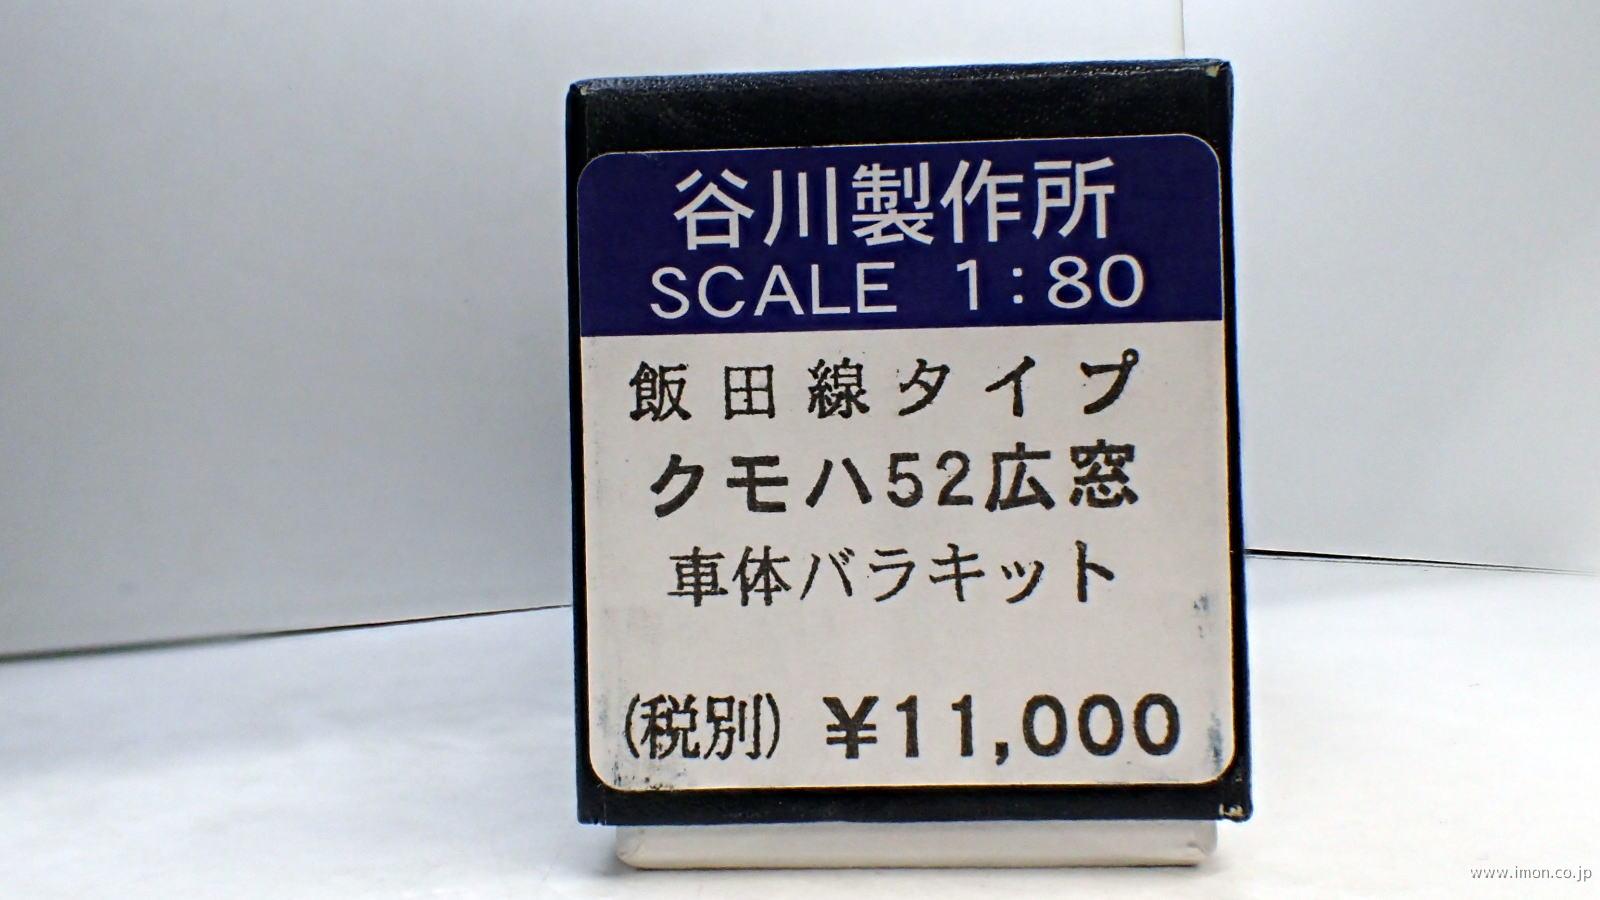 谷川製作所
SCALE 1:80
飯田線タイプ
クモハ52広窓
車体バラキット
(税別) ¥11,000
www.imon.co.jp